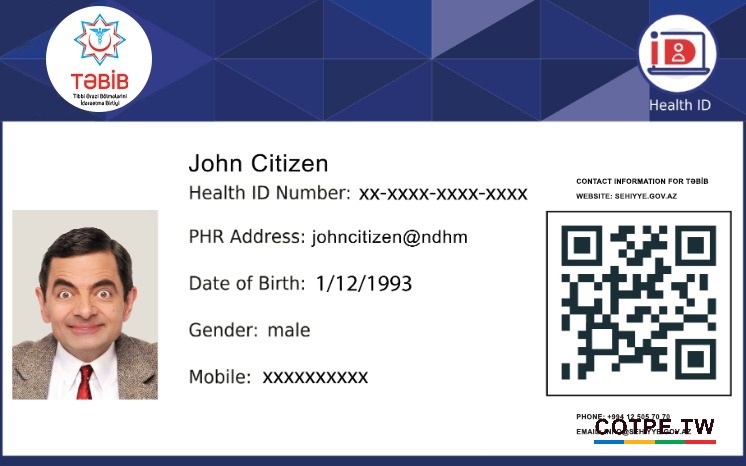 TƏBİB
Tibbi Ərazi Bölmələrini
İdarəetmə Birliyi
iD
Health ID
John Citizen
Health ID Number: xx-xxxx-xxxx-xxxx
PHR Address: johncitizen@ndhm
Date of Birth: 1/12/1993
Gender: male
Mobile: xxxxxxxxxx
CONTACT INFORMATION FOR TƏBİB
WEBSITE: SEHIYYE.GOV.AZ
PHONE: +994 12 505 70 70
EMAIL: INFO@SEHIYYE.GOV.AZ
COTPE.TW